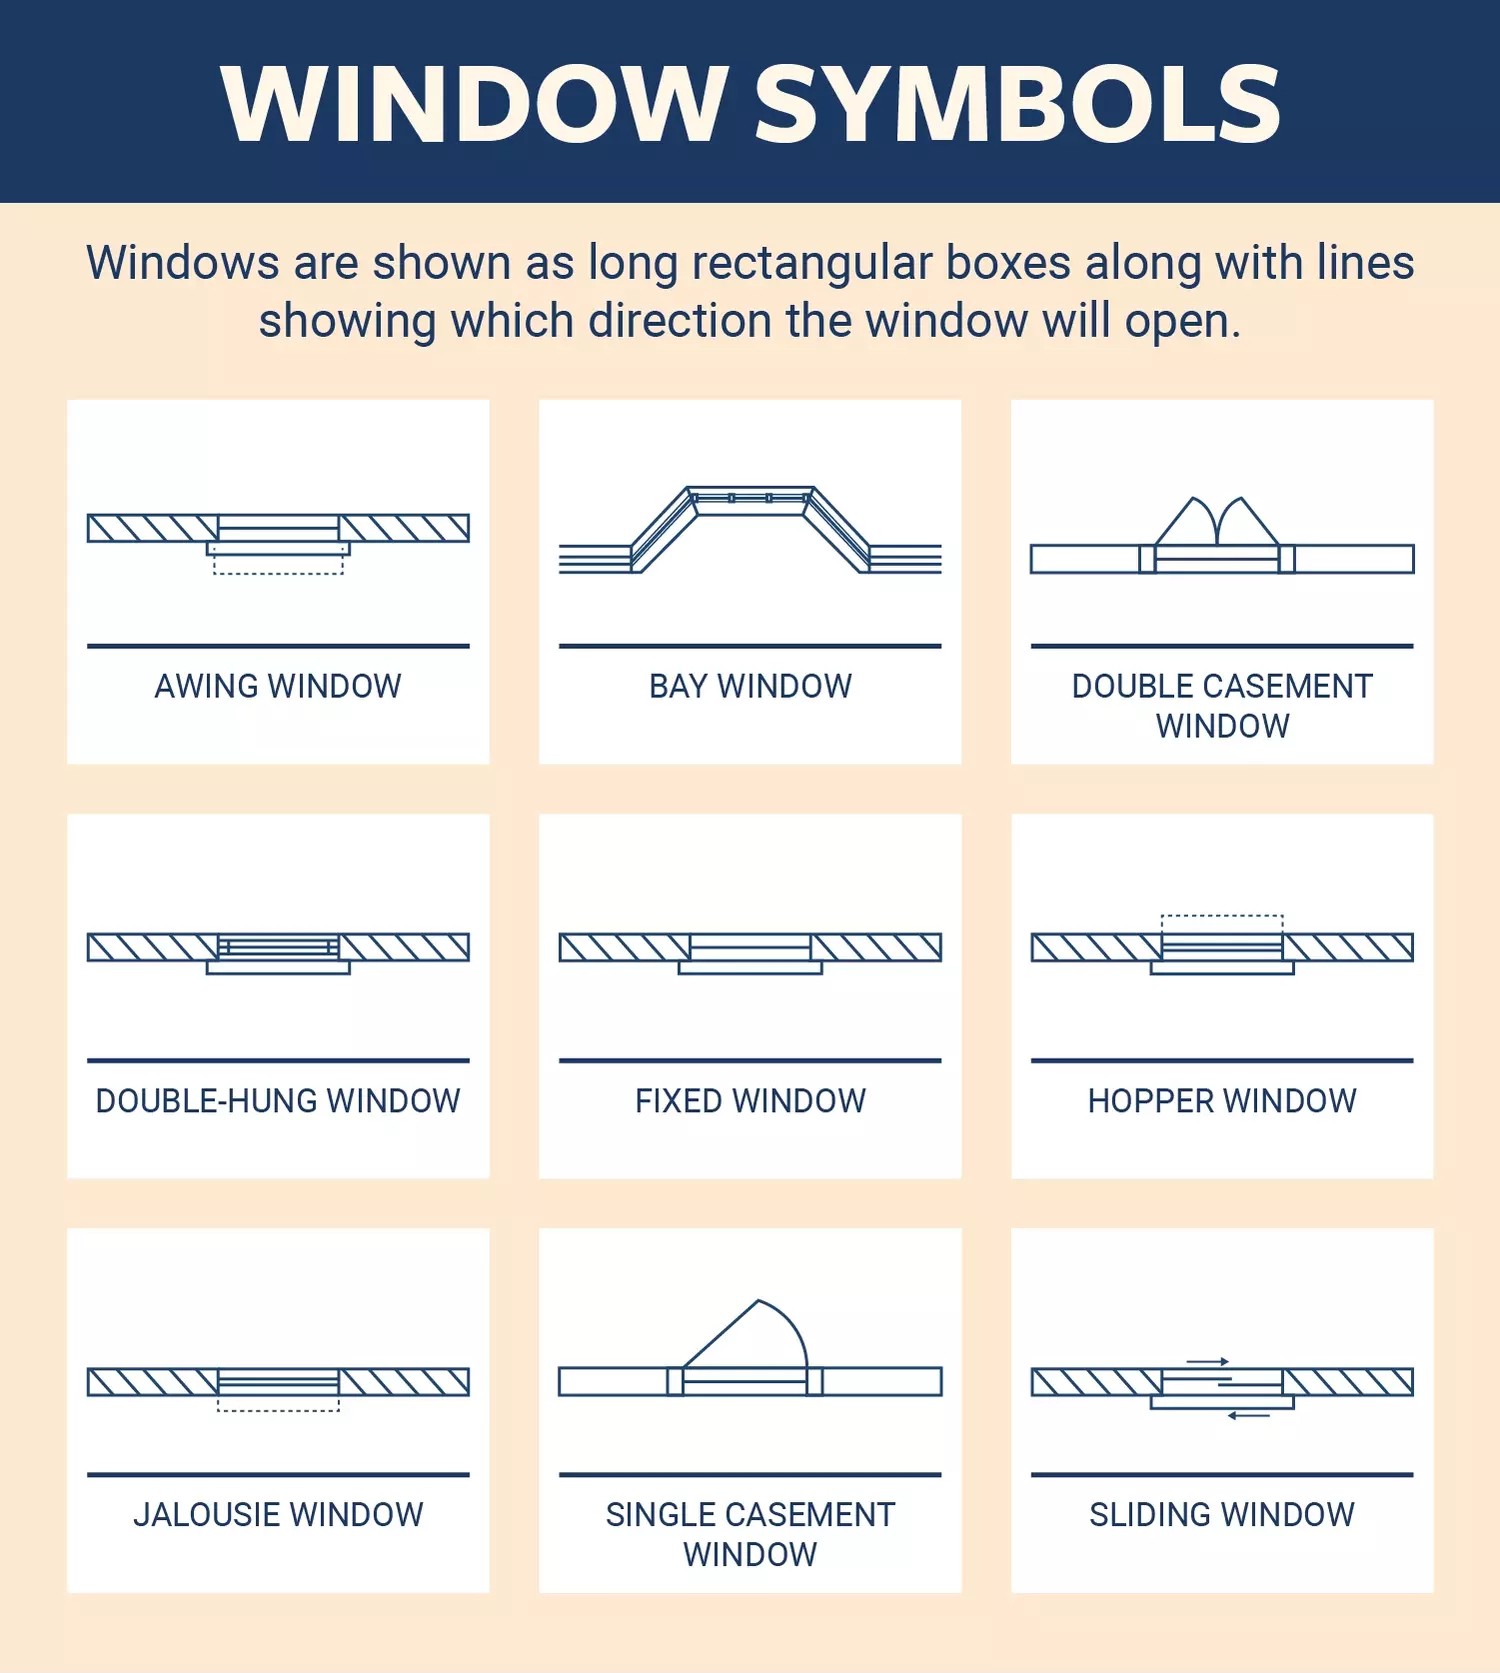 WINDOW SYMBOLS
Windows are shown as long rectangular boxes along with lines
showing which direction the window will open.
AWING WINDOW
BAY WINDOW
DOUBLE CASEMENT
WINDOW
DOUBLE-HUNG WINDOW
FIXED WINDOW
HOPPER WINDOW
JALOUSIE WINDOW
SINGLE CASEMENT
WINDOW
SLIDING WINDOW